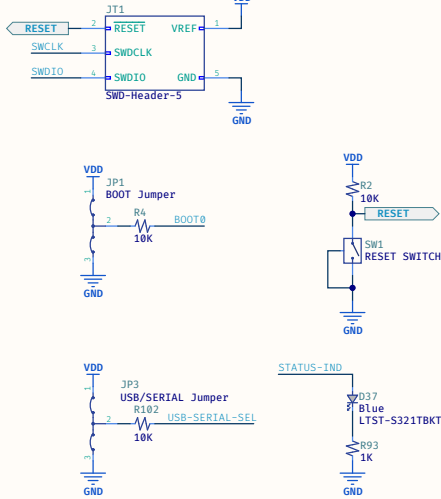 JT1
RESET 2 RESET VREF 1
SWCLK 3 SWDCLK
SWDIO 4 SWDIO GND 5
SWD-Header-5
GND
VDD
JP1
BOOT Jumper
1
R4
2 BOOT0
10K
3
GND
VDD
R2
10K
RESET
SW1
RESET SWITCH
GND
VDD
JP3
USB/SERIAL Jumper
1
R102
2 USB-SERIAL-SEL
10K
3
GND
STATUS-IND
D37
Blue
LTST-S321TBKT
R93
1K
GND